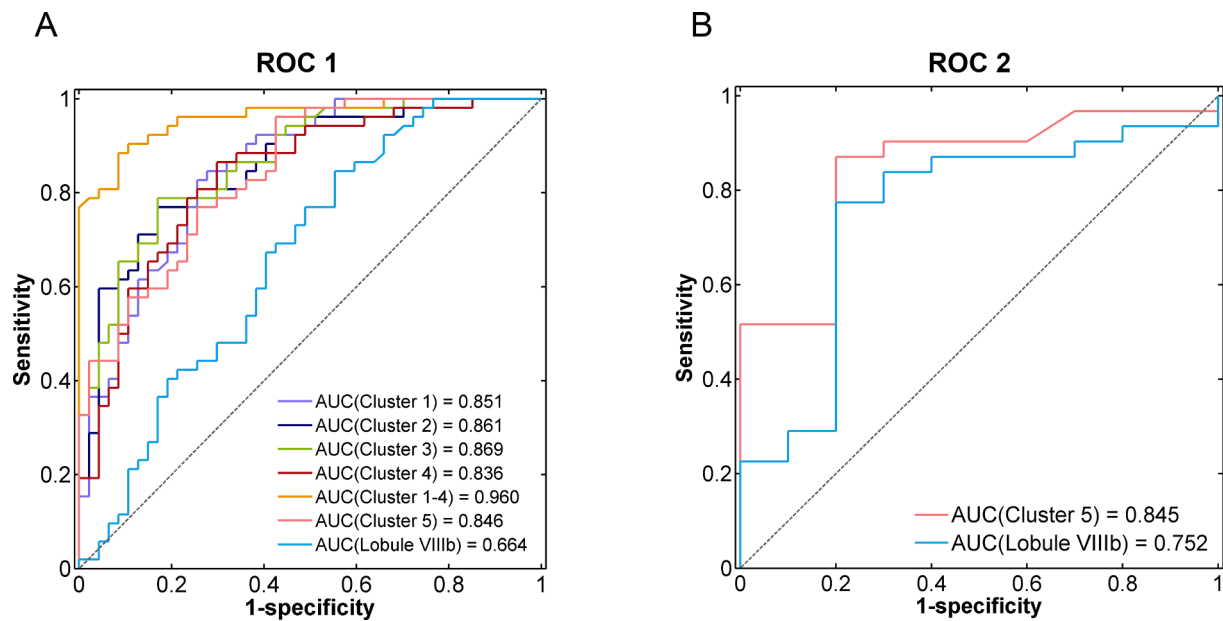 A
ROC 1
1
0.8
0.6
0.4
0.2
0
Sensitivity
AUC(Cluster 1) = 0.851
AUC(Cluster 2) = 0.861
AUC(Cluster 3) = 0.869
AUC(Cluster 4) = 0.836
AUC(Cluster 1-4) = 0.960
AUC(Cluster 5) = 0.846
AUC(Lobule VIIIb) = 0.664
0 0.2 0.4 0.6 0.8 1
1-specificity
B
ROC 2
1
0.8
0.6
0.4
0.2
0
Sensitivity
AUC(Cluster 5) = 0.845
AUC(Lobule VIIIb) = 0.752
0 0.2 0.4 0.6 0.8 1
1-specificity